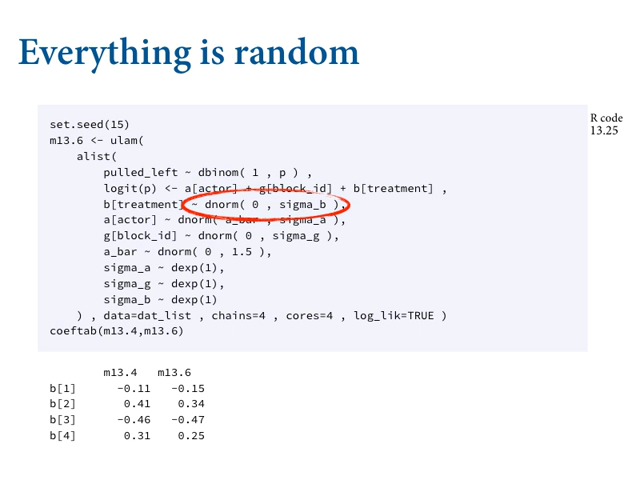 Everything is random
R code
13.25
set.seed(15)
m13.6 <- ulam(
alist(
pulled_left ~ dbinom( 1 , p ) ,
logit(p) <- a[actor] + g[block_id] + b[treatment] ,
b[treatment] ~ dnorm( 0 , sigma_b ),
a[actor] ~ dnorm( a_bar , sigma_a ),
g[block_id] ~ dnorm( 0 , sigma_g ),
a_bar ~ dnorm( 0 , 1.5 ),
sigma_a ~ dexp(1),
sigma_g ~ dexp(1),
sigma_b ~ dexp(1)
) , data=dat_list , chains=4 , cores=4 , log_lik=TRUE )
coeftab(m13.4,m13.6)
m13.4 m13.6
b[1] -0.11 -0.15
b[2] 0.41 0.34
b[3] -0.46 -0.47
b[4] 0.31 0.25